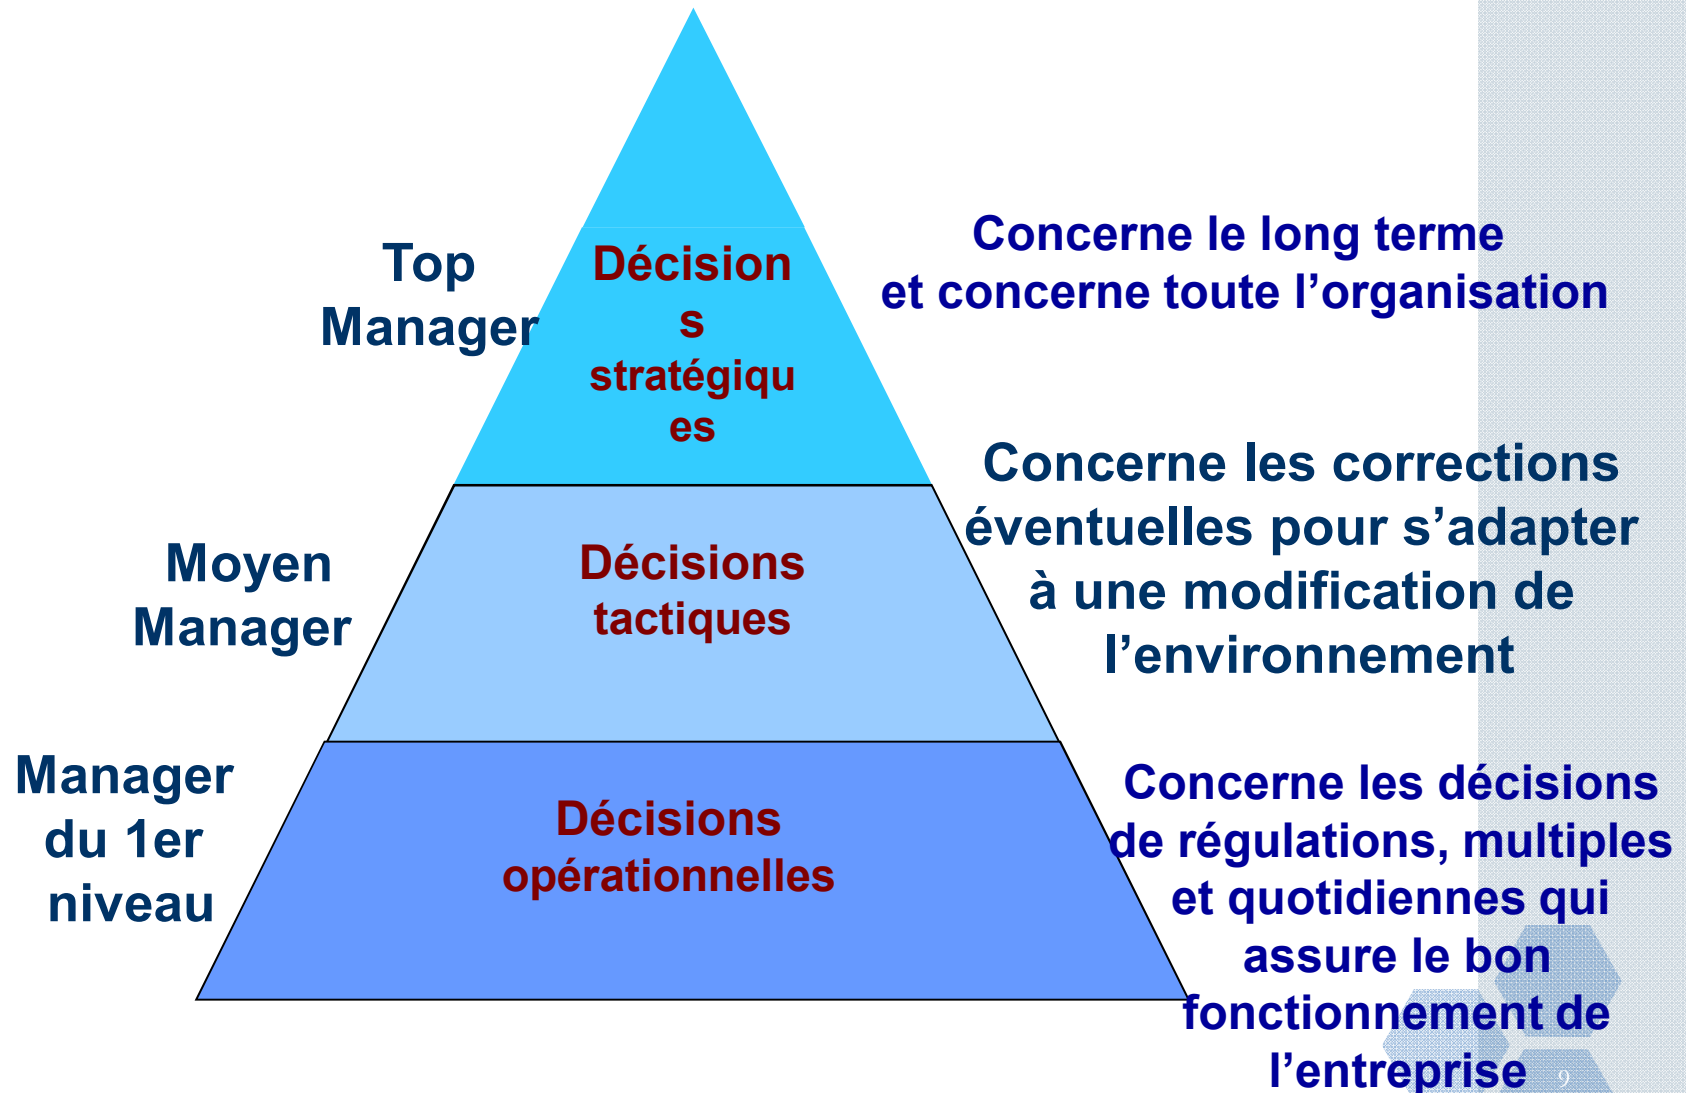 Top
Manager
Décision
s
stratégiqu
es
Concerne le long terme
et concerne toute l’organisation
Moyen
Manager
Décisions
tactiques
Concerne les corrections
éventuelles pour s’adapter
à une modification de
l’environnement
Manager
du 1er
niveau
Décisions
opérationnelles
Concerne les décisions
de régulations, multiples
et quotidiennes qui
assure le bon
fonctionnement de
l’entreprise
9